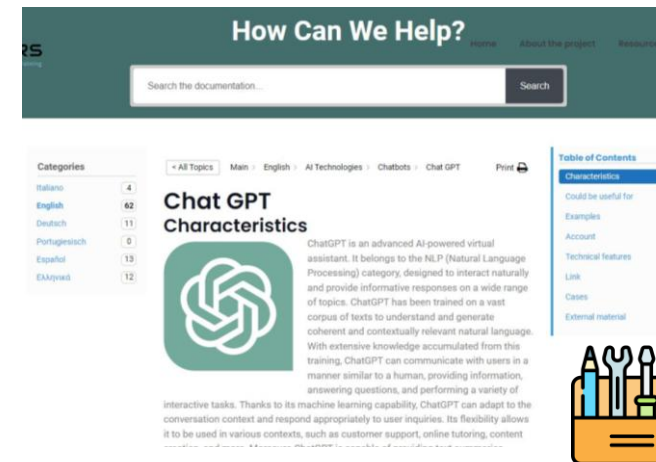 How Can We Help?
Home About the project Resource
RS
Search the documentation... Search
Categories
Italiano 4
English 62
Deutsch 11
Portugiesisch 0
Español 13
Ελληνικά 12
< All Topics Main > English > AI Technologies > Chatbots > Chat GPT Print
Chat GPT
Characteristics
ChatGPT is an advanced AI-powered virtual
assistant. It belongs to the NLP (Natural Language
Processing) category, designed to interact naturally
and provide informative responses on a wide range
of topics. ChatGPT has been trained on a vast
corpus of texts to understand and generate
coherent and contextually relevant natural language.
With extensive knowledge accumulated from this
training, ChatGPT can communicate with users in a
manner similar to a human, providing information,
answering questions, and performing a variety of
interactive tasks. Thanks to its machine learning capability, ChatGPT can adapt to the
conversation context and respond appropriately to user inquiries. Its flexibility allows
it to be used in various contexts, such as customer support, online tutoring, content
Table of Contents
Characteristics
Could be useful for
Examples
Account
Technical features
Link
Cases
External material